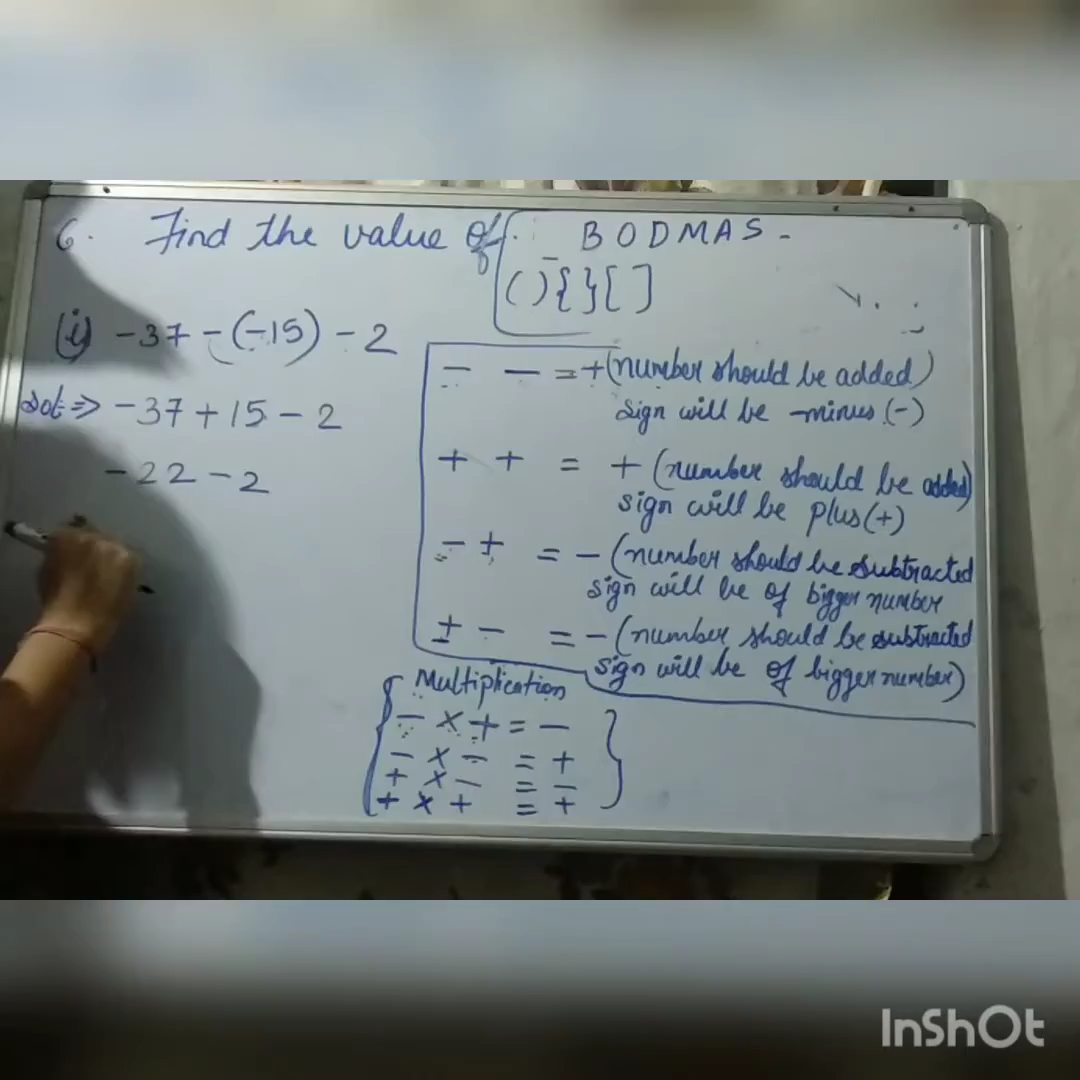 6. Find the value of. BODMAS -
( ) { } [ ]
(i) -37 -(-15) - 2
Sol => -37 + 15 - 2
-22 - 2
- - = + (number should be added)
sign will be -minus (-)
+ + = + (number should be added)
sign will be plus (+)
- + = - (number should be subtracted
sign will be of bigger number
+ - = - (number should be subtracted
sign will be of bigger number)
Multiplication
- × + = -
- × - = +
+ × - = -
+ × + = +
InShOt